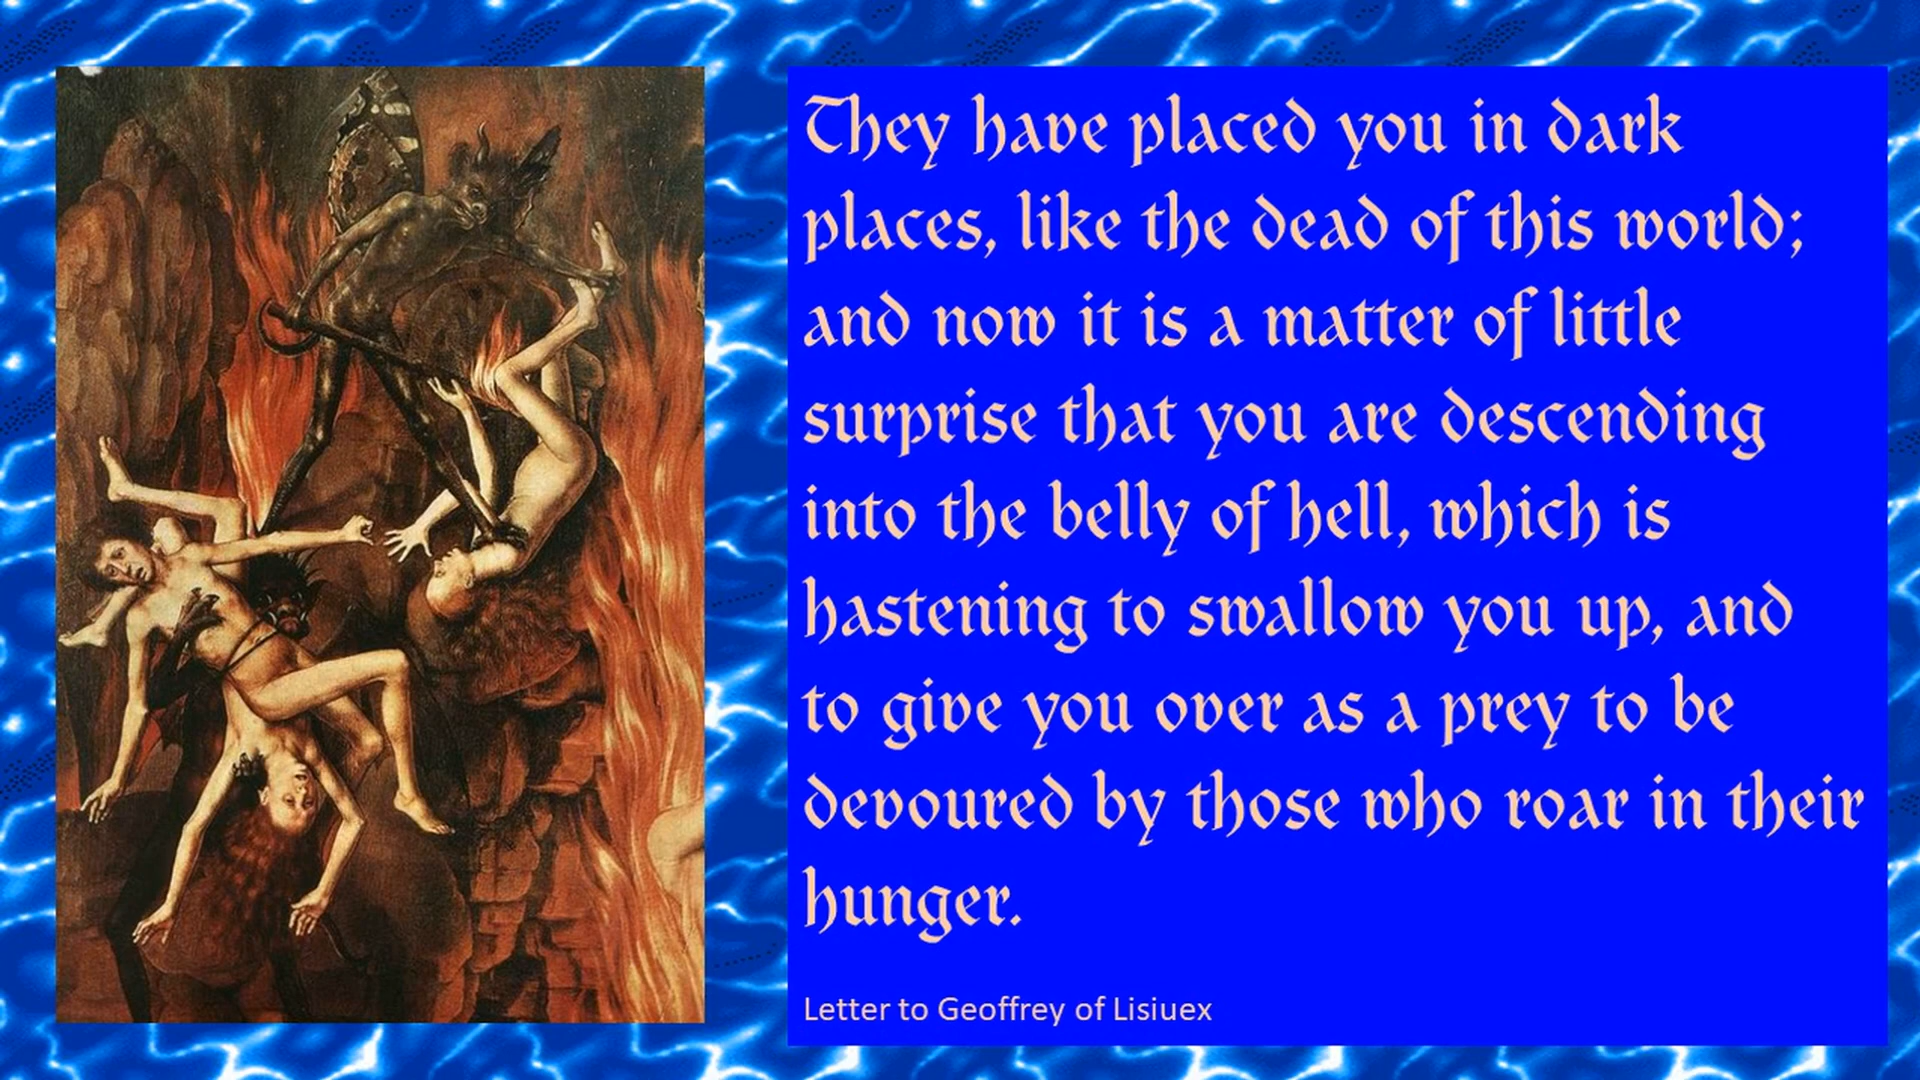 They have placed you in dark
places, like the dead of this world;
and now it is a matter of little
surprise that you are descending
into the belly of hell, which is
hastening to swallow you up, and
to give you over as a prey to be
devoured by those who roar in their
hunger.
Letter to Geoffrey of Lisiuex